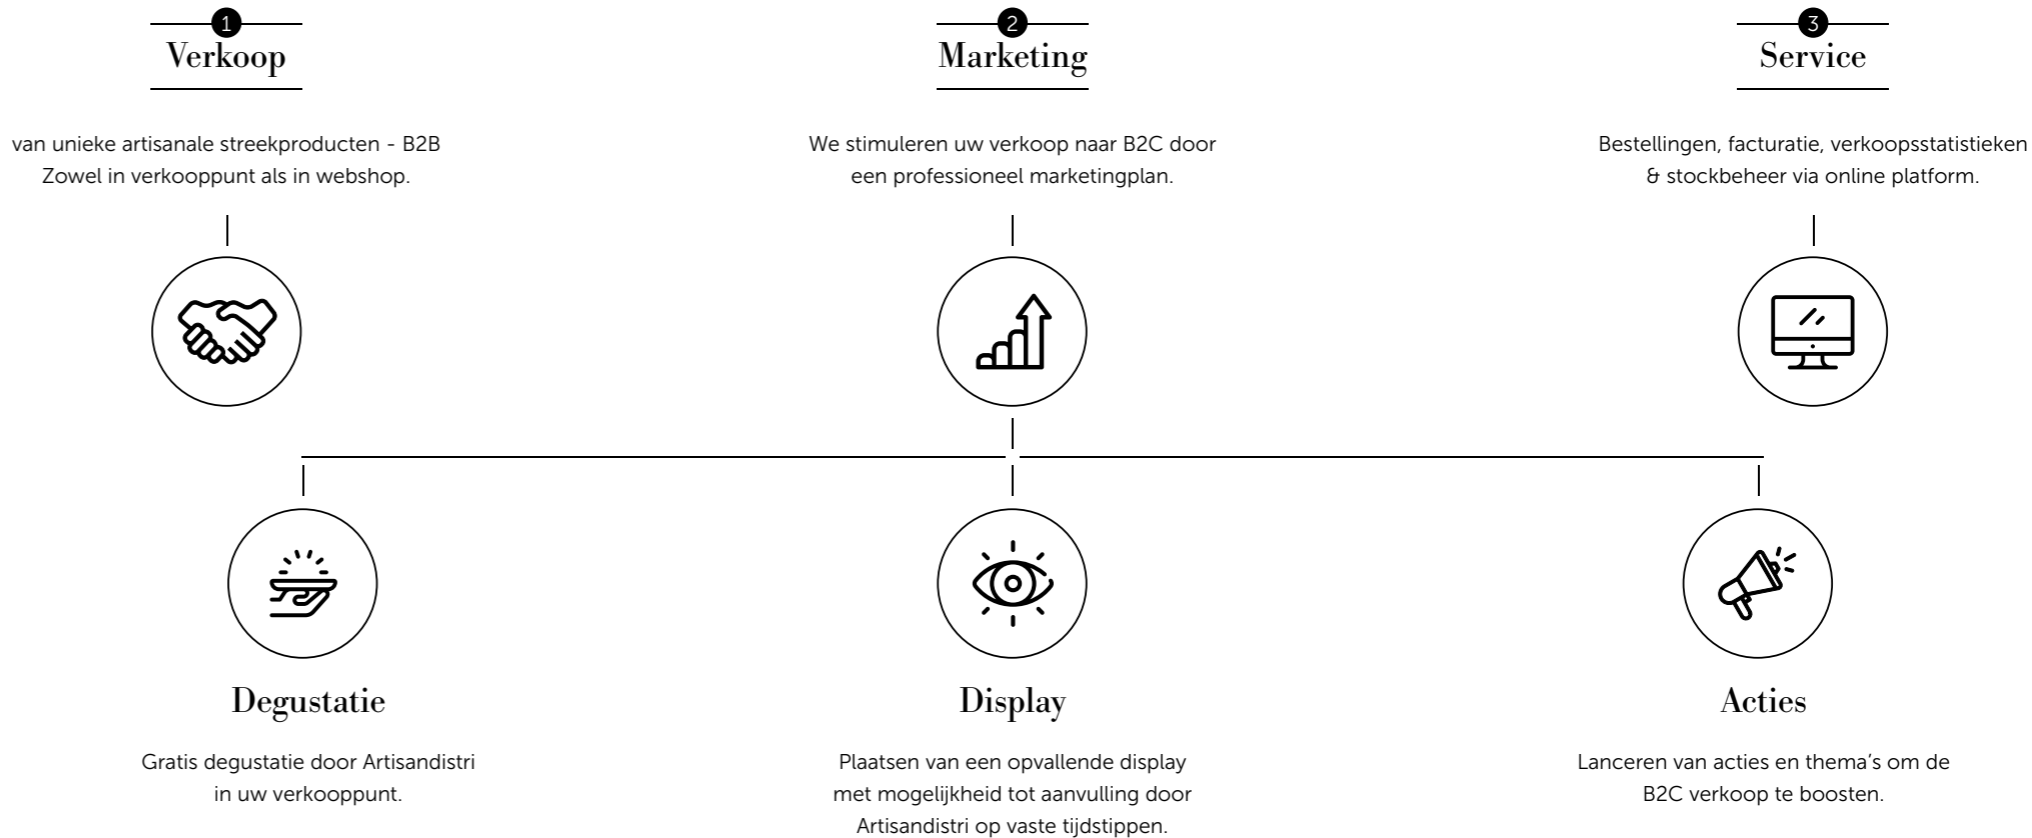 1
Verkoop
van unieke artisanale streekproducten - B2B
Zowel in verkooppunt als in webshop.
2
Marketing
We stimuleren uw verkoop naar B2C door
een professioneel marketingplan.
3
Service
Bestellingen, facturatie, verkoopsstatistieken
& stockbeheer via online platform.
Degustatie
Gratis degustatie door Artisandistri
in uw verkooppunt.
Display
Plaatsen van een opvallende display
met mogelijkheid tot aanvulling door
Artisandistri op vaste tijdstippen.
Acties
Lanceren van acties en thema’s om de
B2C verkoop te boosten.